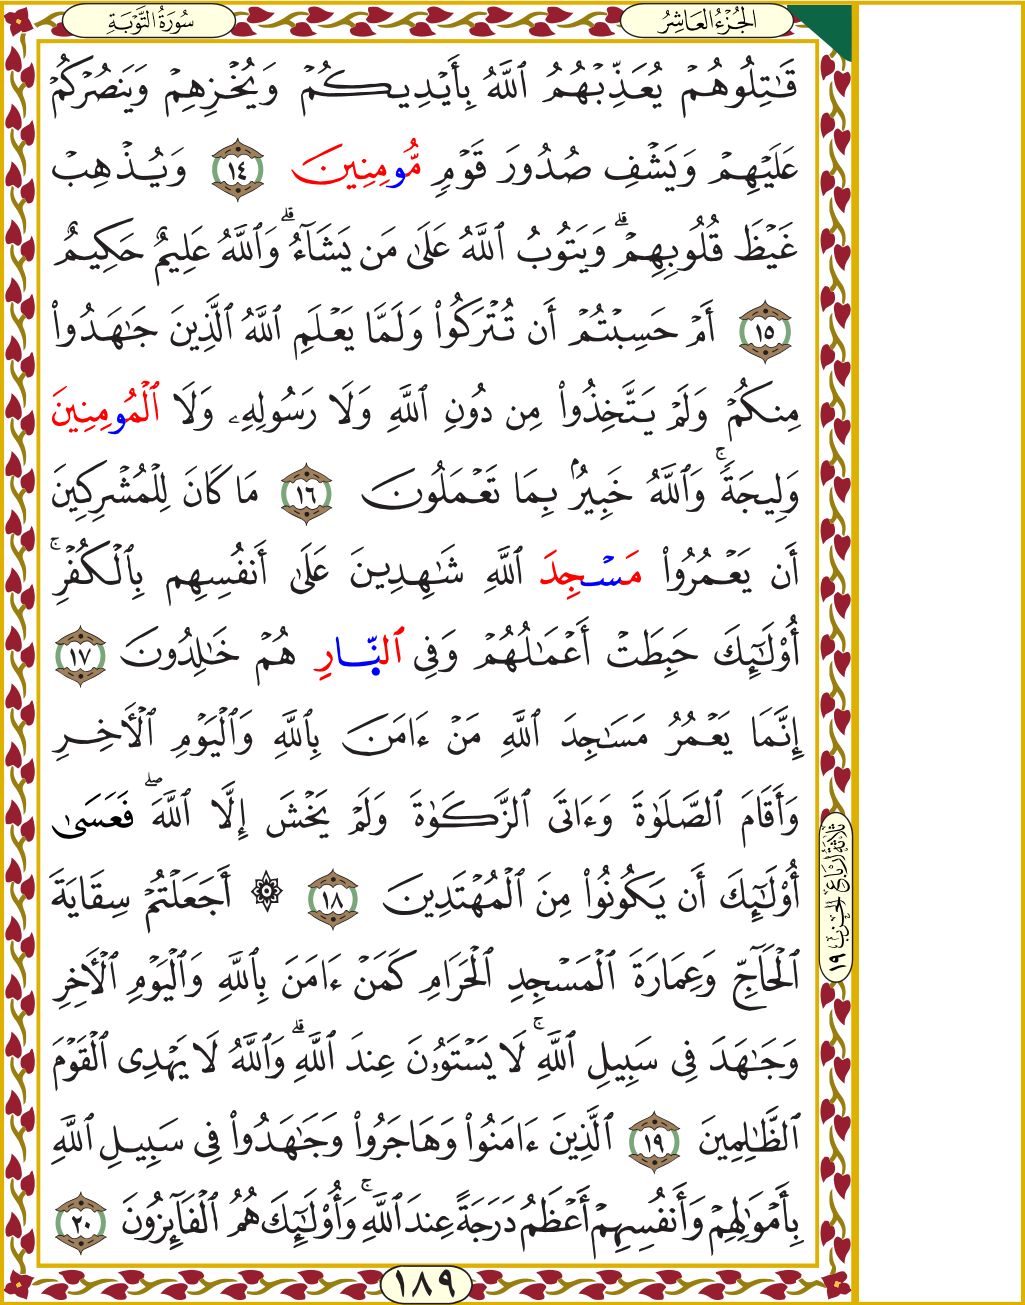 سُورَةُ التَّوْبَةِ
الجُزْءُ العَاشِرُ
قَٰتِلُوهُمْ يُعَذِّبْهُمُ ٱللَّهُ بِأَيْدِيكُمْ وَيُخْزِهِمْ وَيَنصُرْكُمْ
عَلَيْهِمْ وَيَشْفِ صُدُورَ قَوْمٍ مُّومِنِينَ ١٤ وَيُذْهِبْ
غَيْظَ قُلُوبِهِمْ ۗ وَيَتُوبُ ٱللَّهُ عَلَىٰ مَن يَشَآءُ ۗ وَٱللَّهُ عَلِيمٌ حَكِيمٌ
١٥ أَمْ حَسِبْتُمْ أَن تُتْرَكُوا۟ وَلَمَّا يَعْلَمِ ٱللَّهُ ٱلَّذِينَ جَٰهَدُوا۟
مِنكُمْ وَلَمْ يَتَّخِذُوا۟ مِن دُونِ ٱللَّهِ وَلَا رَسُولِهِۦ وَلَا ٱلْمُومِنِينَ
وَلِيجَةً ۚ وَٱللَّهُ خَبِيرٌۢ بِمَا تَعْمَلُونَ ١٦ مَا كَانَ لِلْمُشْرِكِينَ
أَن يَعْمُرُوا۟ مَسْجِدَ ٱللَّهِ شَٰهِدِينَ عَلَىٰٓ أَنفُسِهِم بِٱلْكُفْرِ ۚ
أُو۟لَٰٓئِكَ حَبِطَتْ أَعْمَٰلُهُمْ وَفِى ٱلنَّارِ هُمْ خَٰلِدُونَ ١٧
إِنَّمَا يَعْمُرُ مَسَٰجِدَ ٱللَّهِ مَنْ ءَامَنَ بِٱللَّهِ وَٱلْيَوْمِ ٱلْأَخِرِ
وَأَقَامَ ٱلصَّلَوٰةَ وَءَاتَى ٱلزَّكَوٰةَ وَلَمْ يَخْشَ إِلَّا ٱللَّهَ ۖ فَعَسَىٰٓ
أُو۟لَٰٓئِكَ أَن يَكُونُوا۟ مِنَ ٱلْمُهْتَدِينَ ١٨ ۞ أَجَعَلْتُمْ سِقَايَةَ
ٱلْحَآجِّ وَعِمَارَةَ ٱلْمَسْجِدِ ٱلْحَرَامِ كَمَنْ ءَامَنَ بِٱللَّهِ وَٱلْيَوْمِ ٱلْأَخِرِ
وَجَٰهَدَ فِى سَبِيلِ ٱللَّهِ ۚ لَا يَسْتَوُۥنَ عِندَ ٱللَّهِ ۗ وَٱللَّهُ لَا يَهْدِى ٱلْقَوْمَ
ٱلظَّٰلِمِينَ ١٩ ٱلَّذِينَ ءَامَنُوا۟ وَهَاجَرُوا۟ وَجَٰهَدُوا۟ فِى سَبِيلِ ٱللَّهِ
بِأَمْوَٰلِهِمْ وَأَنفُسِهِمْ أَعْظَمُ دَرَجَةً عِندَ ٱللَّهِ ۚ وَأُو۟لَٰٓئِكَ هُمُ ٱلْفَآئِزُونَ ٢٠
ثَلَاثَةُ أَرْبَاعِ الحِزْبِ ١٩
١٨٩